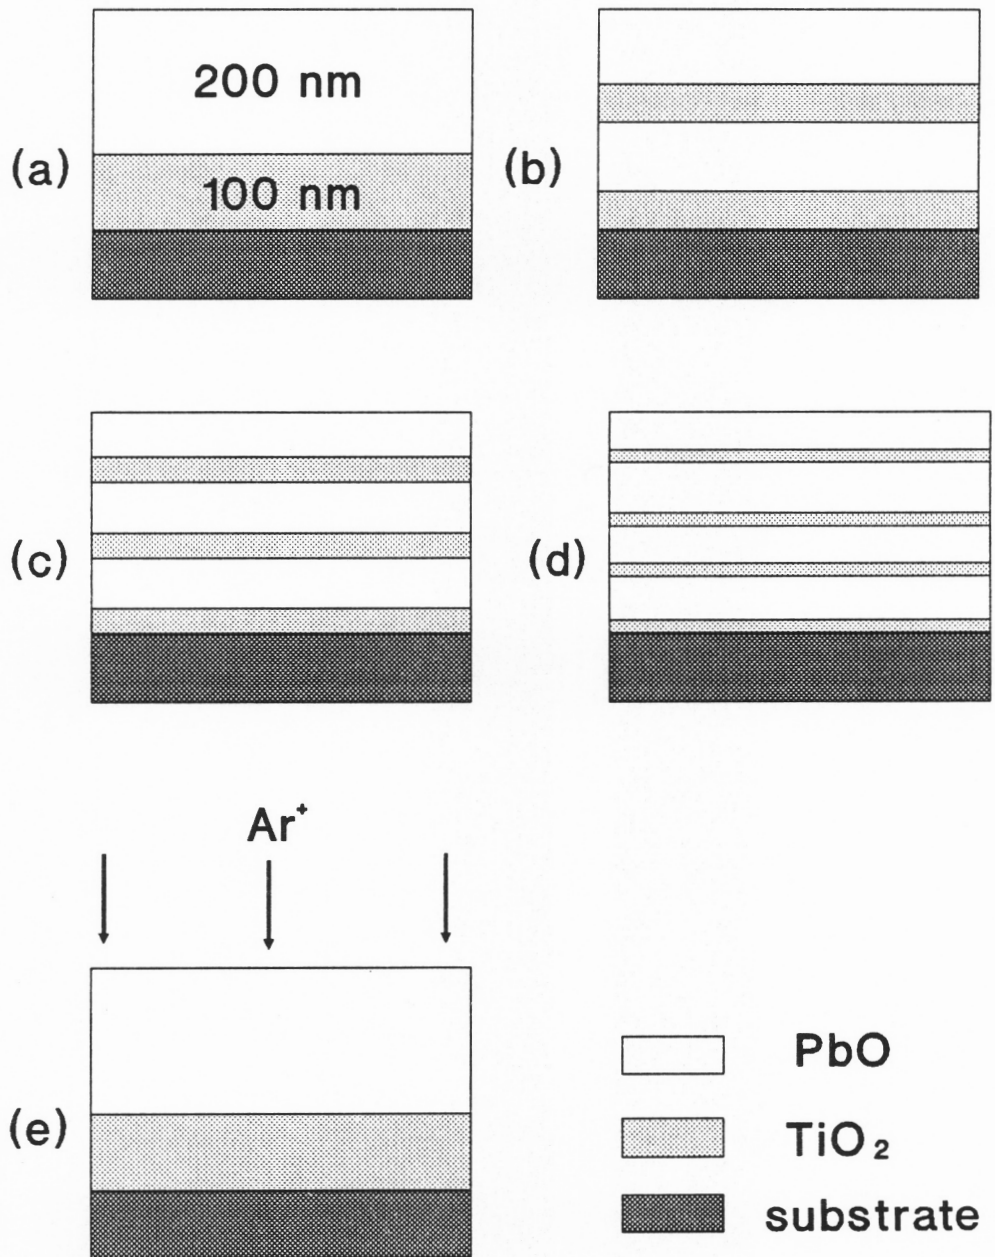 200 nm
(a)
100 nm
(b)
(c)
(d)
Ar⁺
(e)
PbO
TiO₂
substrate